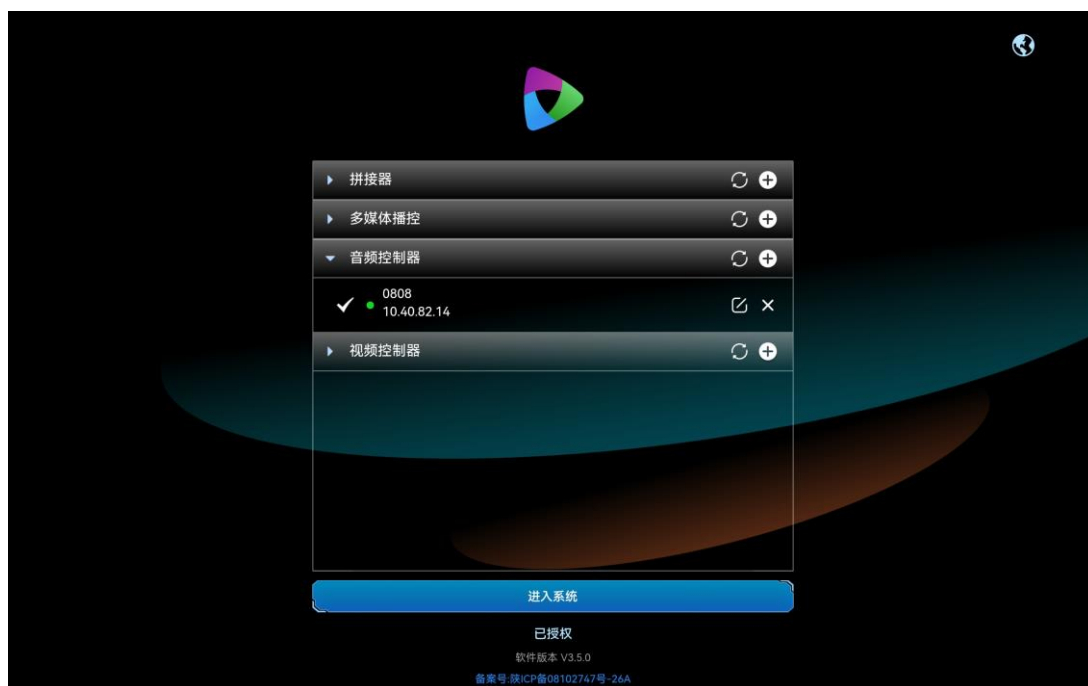 拼接器
多媒体播控
音频控制器
0808
10.40.82.14
视频控制器
进入系统
已授权
软件版本 V3.5.0
备案号:陕ICP备08102747号-26A